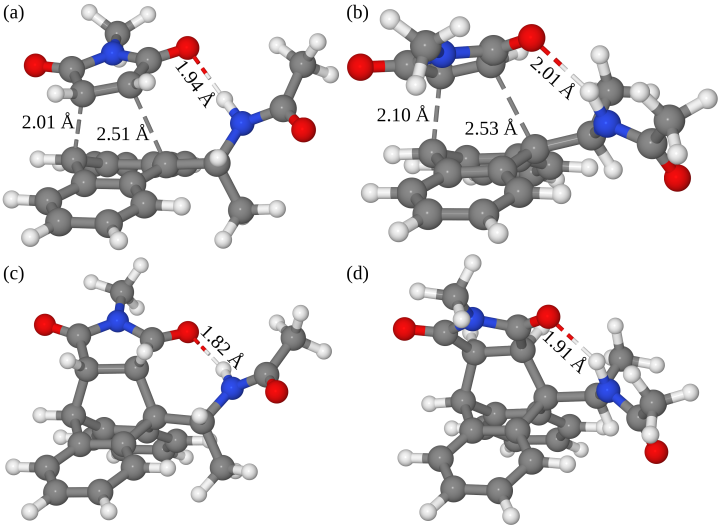 (a)
(b)
1.94 Å
2.01 Å
2.01 Å
2.51 Å
2.10 Å
2.53 Å
(c)
(d)
1.82 Å
1.91 Å